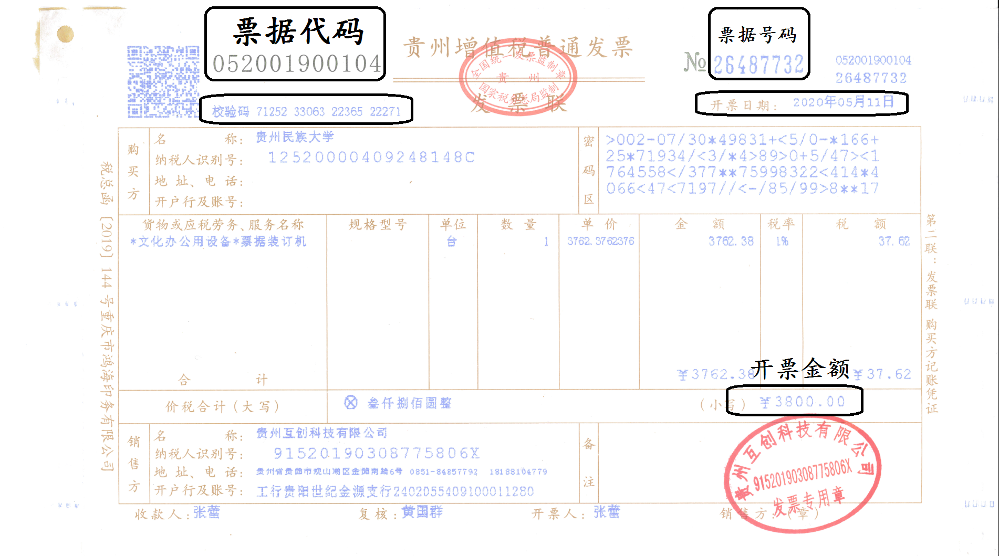 票据代码
052001900104
贵州增值税普通发票
票据号码
№ 26487732
052001900104
26487732
全国统一发票监制章
贵 州
国家税务总局监制
发 票 联
校验码 71252 33063 22365 22271
开票日期: 2020年05月11日
购买方
名 称: 贵州民族大学
纳税人识别号: 12520000409248148C
地 址、电 话:
开户行及账号:
密码区
>002-07/30*49831+<5/0-*166+
25*71934/<3/*4>89>0+5/47><1
764558</377**75998322<414*4
066<47<7197//<-/85/99>8**17
货物或应税劳务、服务名称 规格型号 单位 数 量 单 价 金 额 税率 税 额
*文化办公用设备*票据装订机 台 1 3762.3762376 3762.38 1% 37.62
开票金额
合 计 ¥3762.38 ¥37.62
价税合计(大写) ⊗ 叁仟捌佰圆整 (小写) ¥3800.00
销售方
名 称: 贵州互创科技有限公司
纳税人识别号: 91520190308775806X
地 址、电 话: 贵州省贵阳市观山湖区金阳南路6号 0851-84857792 18188104779
开户行及账号: 工行贵阳世纪金源支行2402055409100011280
备注
贵州互创科技有限公司
91520190308775806X
发票专用章
收款人: 张蕾 复核: 黄国群 开票人: 张蕾 销售方:(章)
税总函〔2019〕144号重庆市鸿海印务有限公司
第二联:发票联 购买方记账凭证